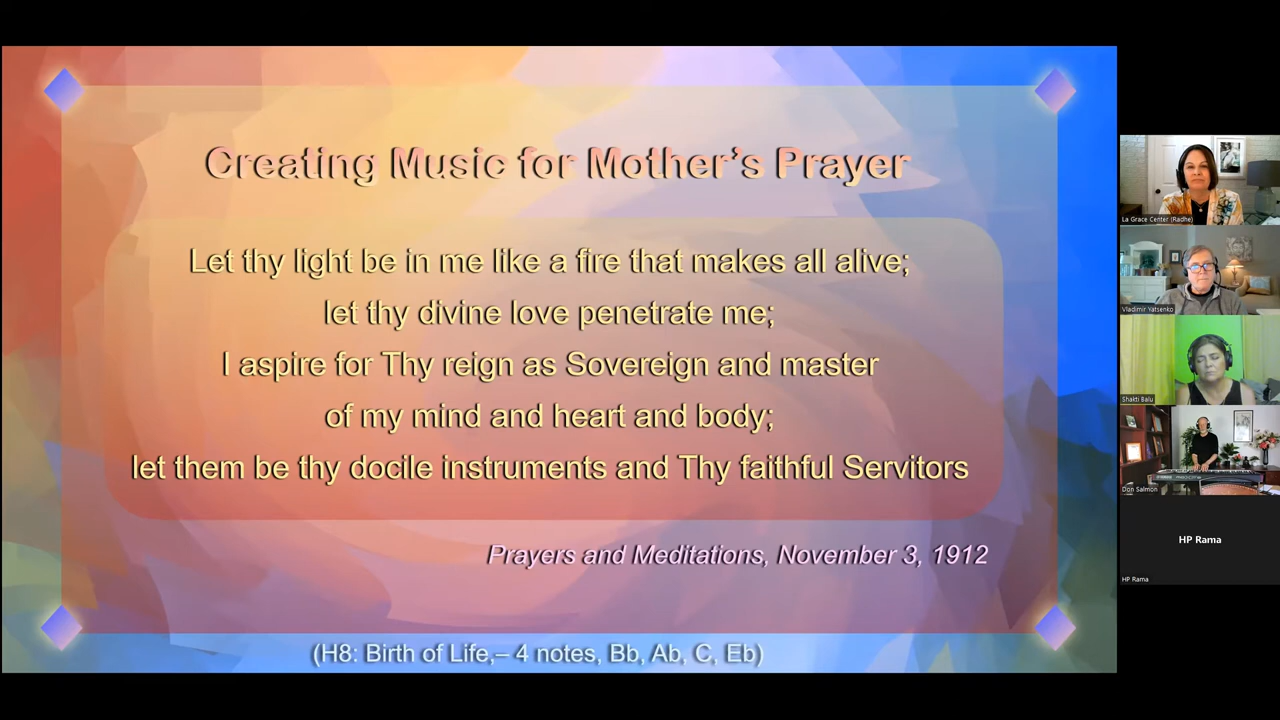 Creating Music for Mother's Prayer
Let thy light be in me like a fire that makes all alive;
let thy divine love penetrate me;
I aspire for Thy reign as Sovereign and master
of my mind and heart and body;
let them be thy docile instruments and Thy faithful Servitors
Prayers and Meditations, November 3, 1912
(H8: Birth of Life,– 4 notes, Bb, Ab, C, Eb)
La Grace Center (Radhe)
Vladimir Yatsenko
Shakti Balu
Don Salmon
HP Rama
HP Rama